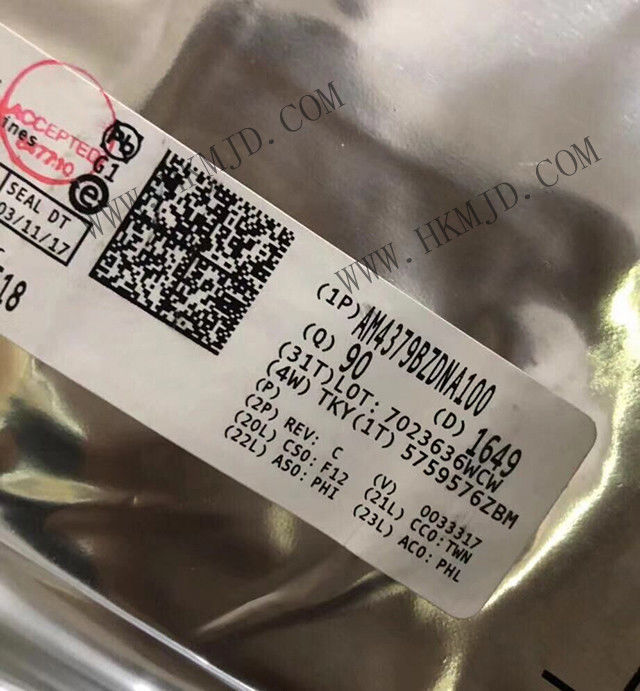 ACCEPTED
ines
Pb
G1
e
SEAL DT
03/11/17
18
(1P)AM4379BZDNA100
(Q) 90 (D) 1649
(31T)LOT: 7023636WCW
(4W) TKY(1T) 5759576ZBM
(P)
(2P) REV: C (V) 0033317
(20L) CSO: F12 (21L) CCO:TWN
(22L) ASO: PHI (23L) ACO: PHL
WWW.HKMJD.COM
WWW.HKMJD.COM